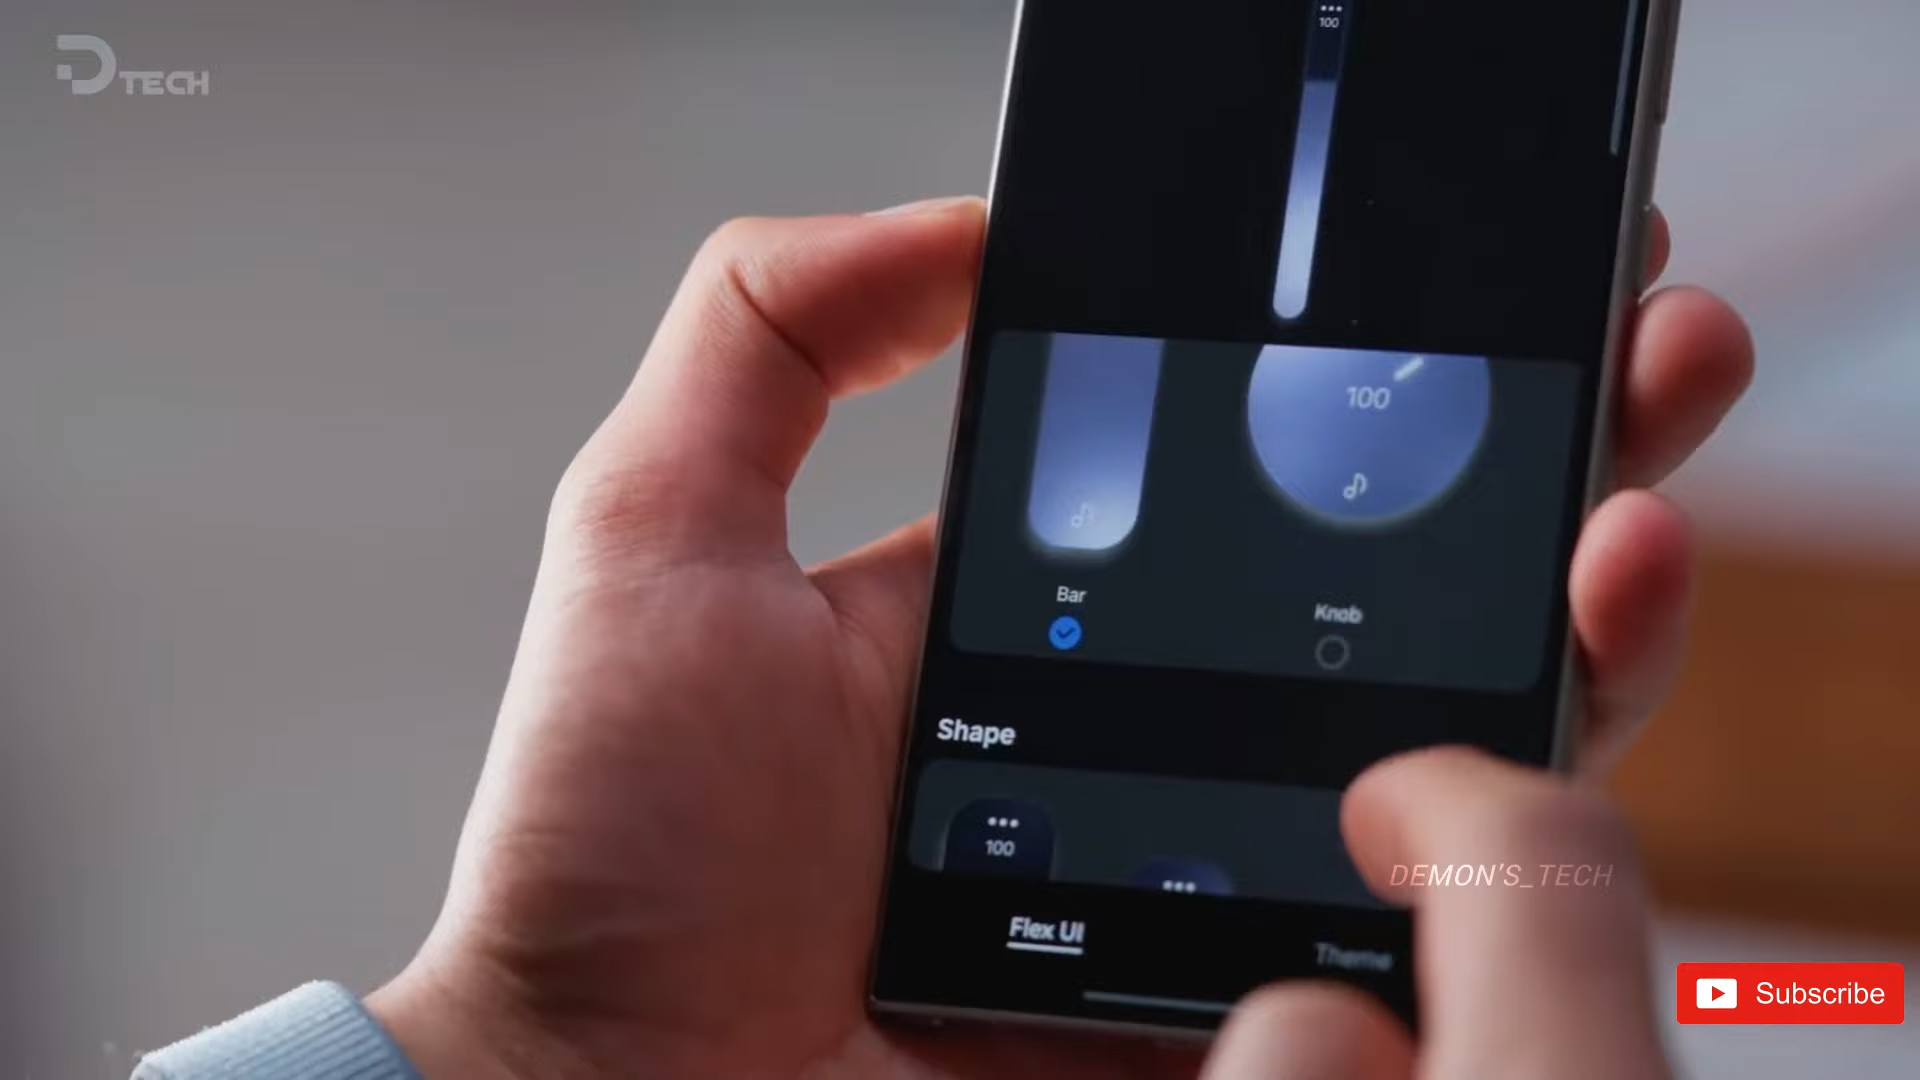 TECH
100
100
Bar
Knob
Shape
100
Flex UI
Theme
DEMON'S_TECH
Subscribe